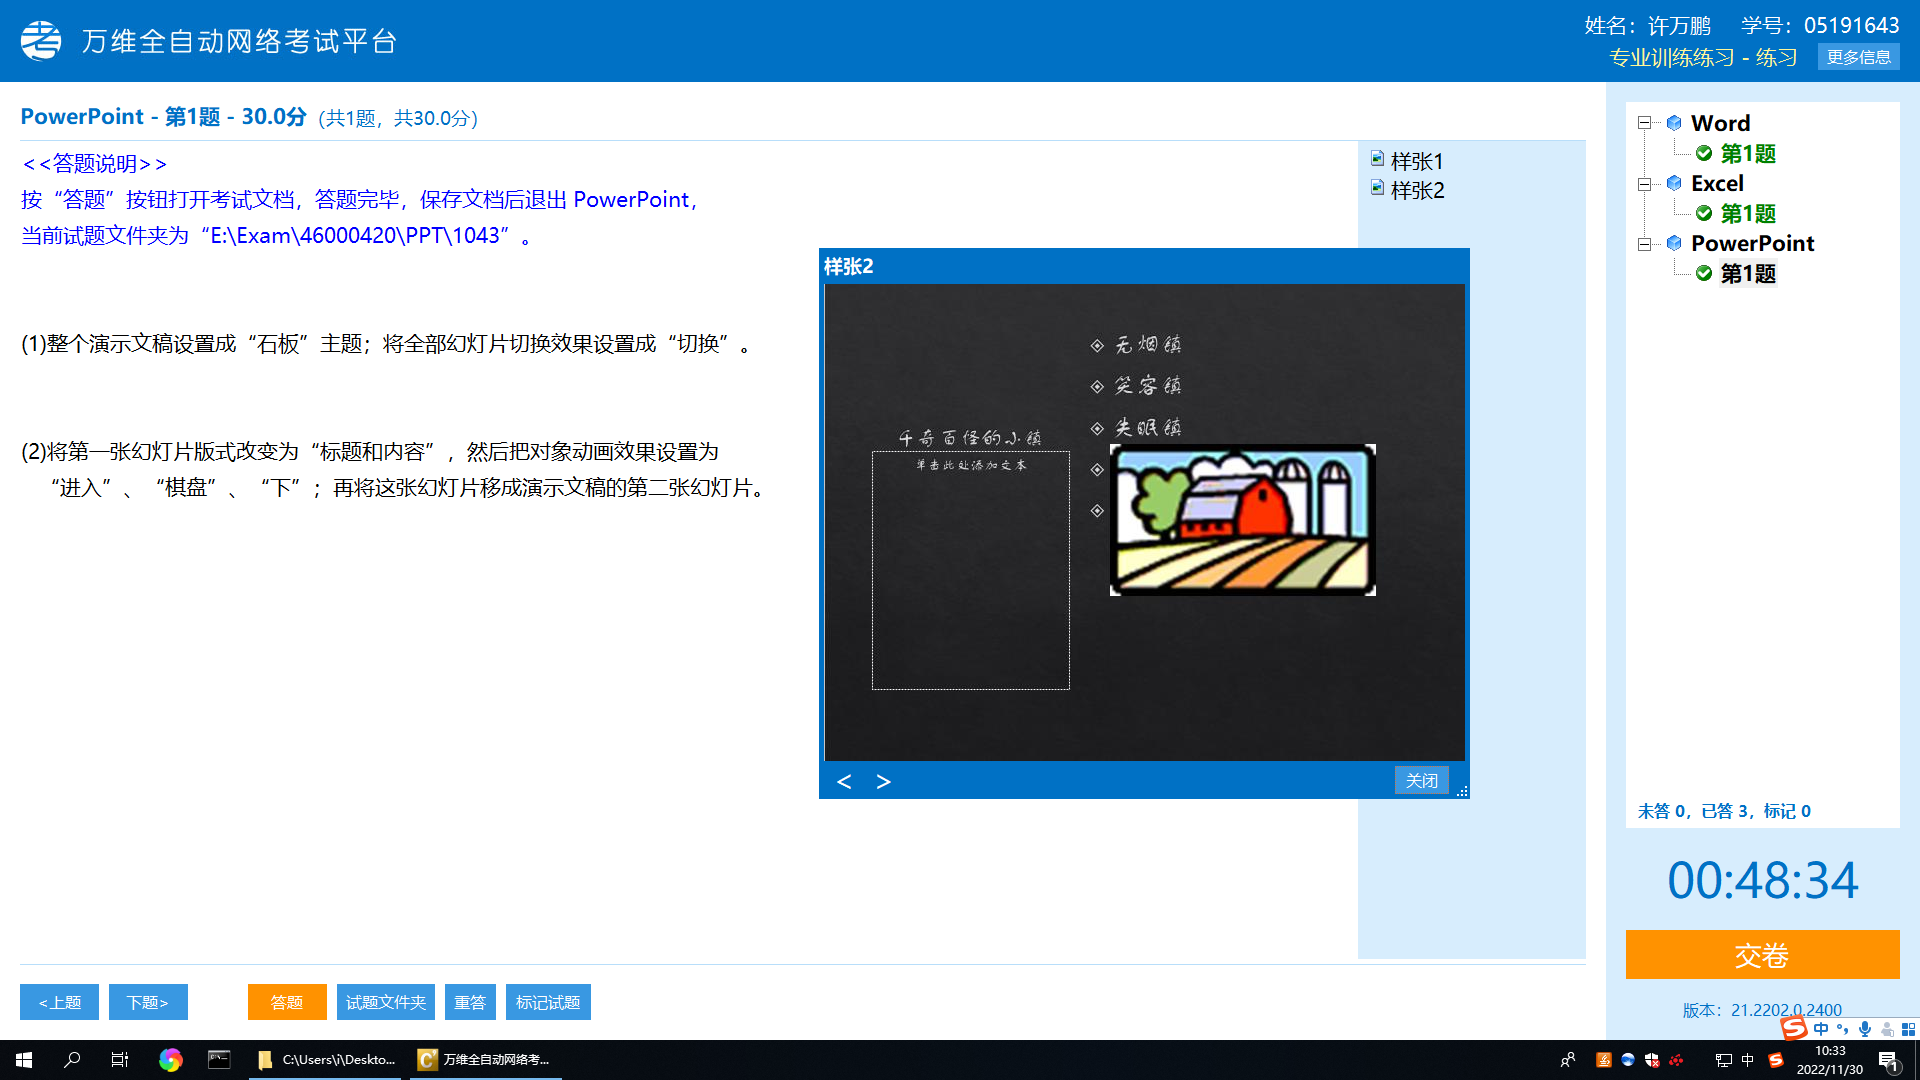 万维全自动网络考试平台
姓名：许万鹏 学号：05191643
专业训练练习 - 练习 更多信息
PowerPoint - 第1题 - 30.0分 (共1题，共30.0分)
<<答题说明>>
按“答题”按钮打开考试文档，答题完毕，保存文档后退出 PowerPoint，
当前试题文件夹为“E:\Exam\46000420\PPT\1043”。
(1)整个演示文稿设置成“石板”主题；将全部幻灯片切换效果设置成“切换”。
(2)将第一张幻灯片版式改变为“标题和内容”，然后把对象动画效果设置为
“进入”、“棋盘”、“下”；再将这张幻灯片移成演示文稿的第二张幻灯片。
样张1
样张2
样张2
无烟镇
笑容镇
失眠镇
千奇百怪的小镇
单击此处添加文本
< >
关闭
Word
第1题
Excel
第1题
PowerPoint
第1题
未答 0，已答 3，标记 0
00:48:34
交卷
版本：21.2202.0.2400
<上题
下题>
答题
试题文件夹
重答
标记试题
中
C:\Users\i\Deskto...
万维全自动网络考...
中
10:33
2022/11/30
1